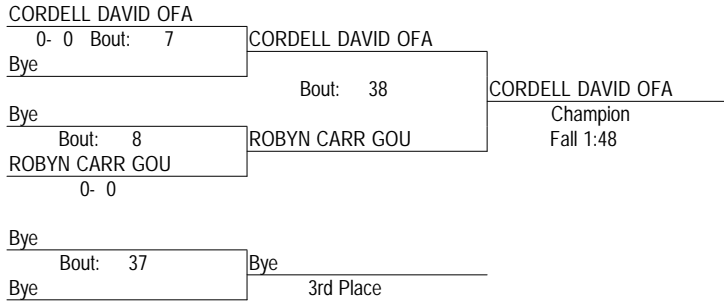 CORDELL DAVID OFA
0- 0 Bout: 7
CORDELL DAVID OFA
Bye
Bout: 38
CORDELL DAVID OFA
Bye
Champion
Bout: 8
ROBYN CARR GOU
Fall 1:48
ROBYN CARR GOU
0- 0
Bye
Bout: 37
Bye
Bye
3rd Place